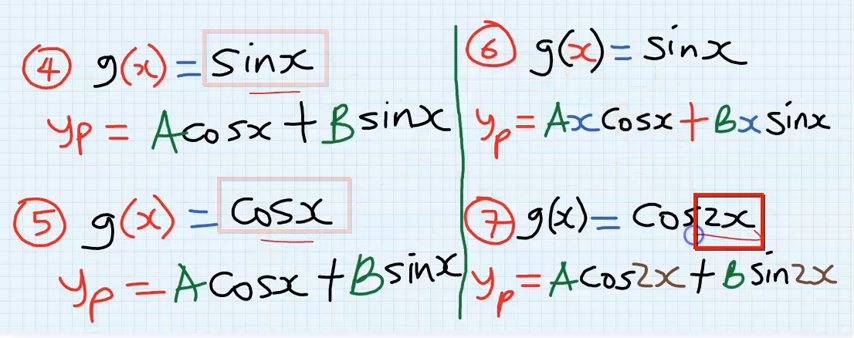 ④ g(x) = sinx
yp = Acosx + Bsinx
⑤ g(x) = cosx
yp = Acosx + Bsinx
⑥ g(x) = sinx
yp = Axcosx + Bxsinx
⑦ g(x) = Cos2x
yp = Acos2x + Bsin2x